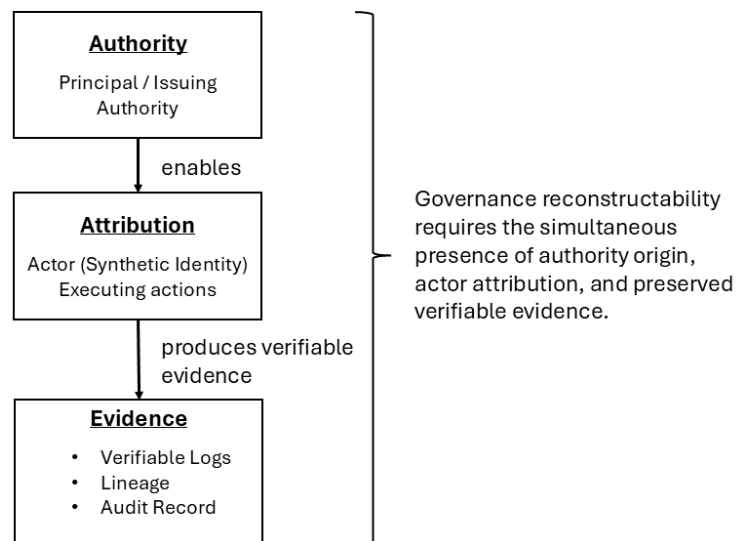 Authority
Principal / Issuing
Authority
enables
Attribution
Actor (Synthetic Identity)
Executing actions
produces verifiable
evidence
Evidence
• Verifiable Logs
• Lineage
• Audit Record
Governance reconstructability
requires the simultaneous
presence of authority origin,
actor attribution, and preserved
verifiable evidence.